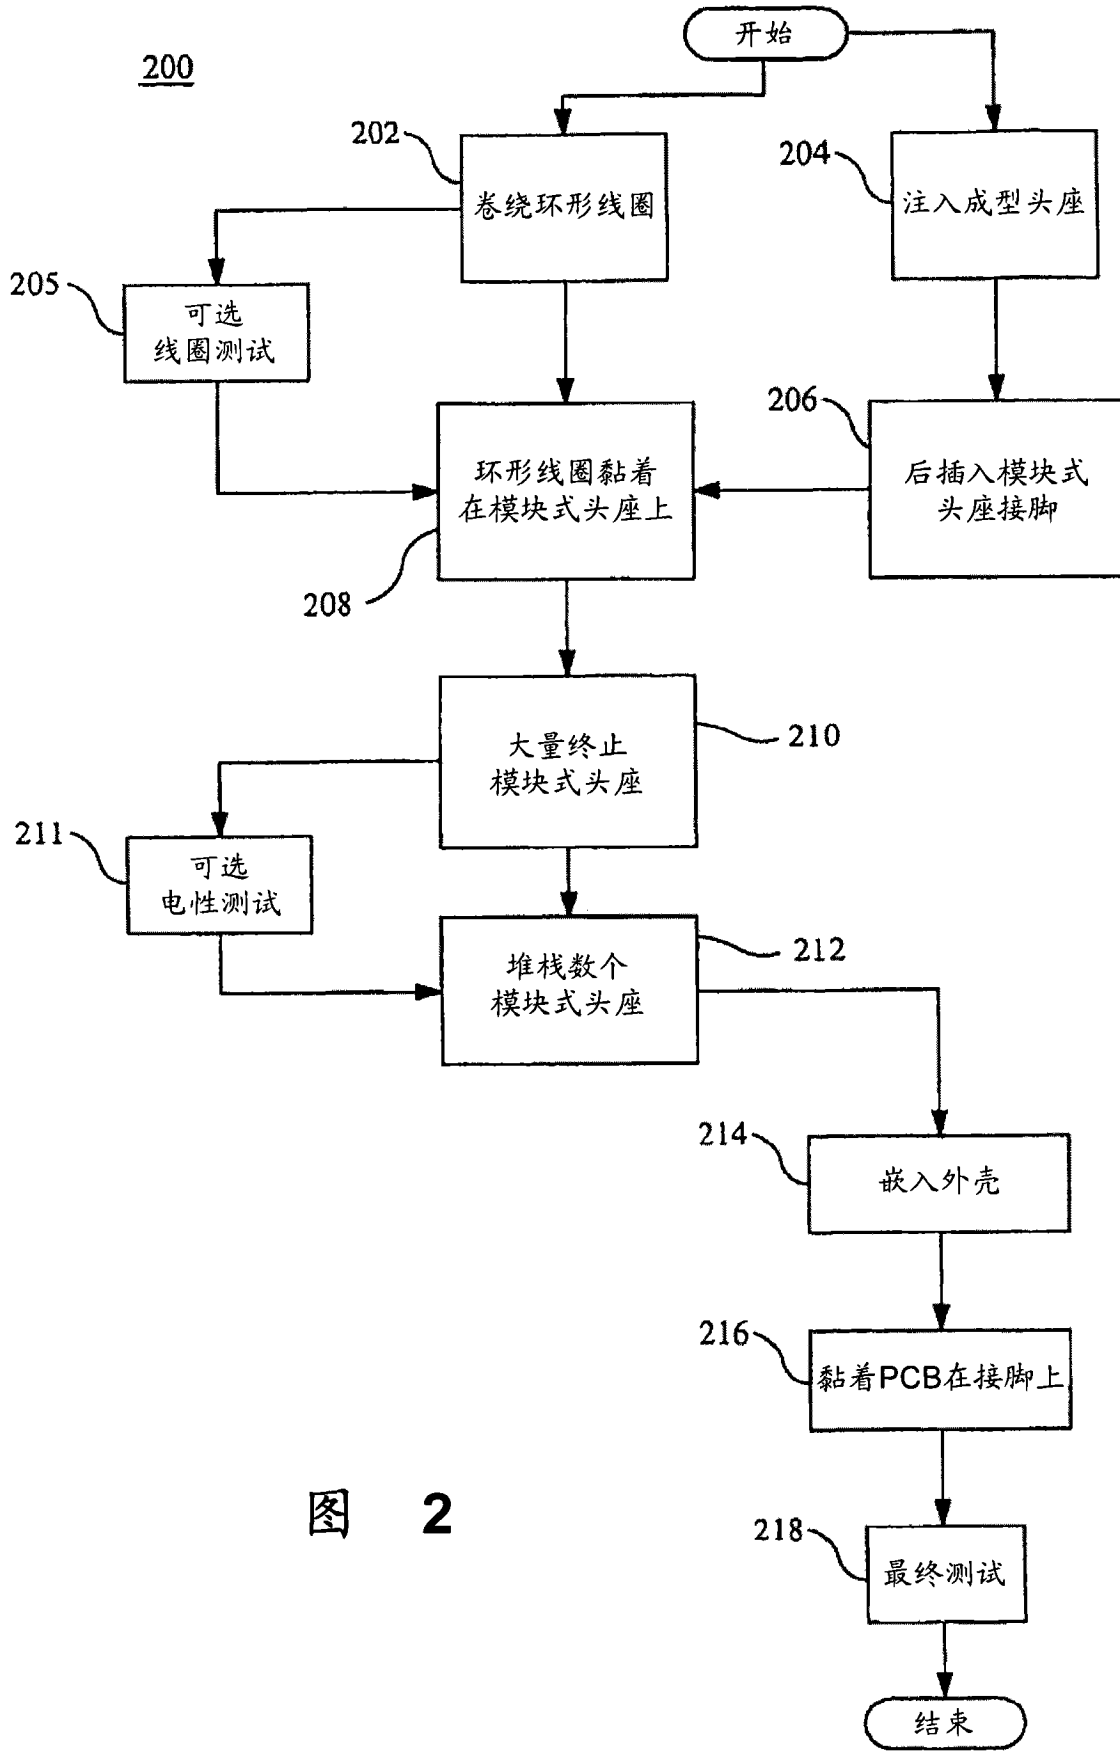 开始
200
202
204
卷绕环形线圈
注入成型头座
205
可选
线圈测试
206
环形线圈黏着
在模块式头座上
后插入模块式
头座接脚
208
大量终止
模块式头座
210
211
可选
电性测试
堆栈数个
模块式头座
212
214
嵌入外壳
216
黏着PCB在接脚上
图 2
218
最终测试
结束